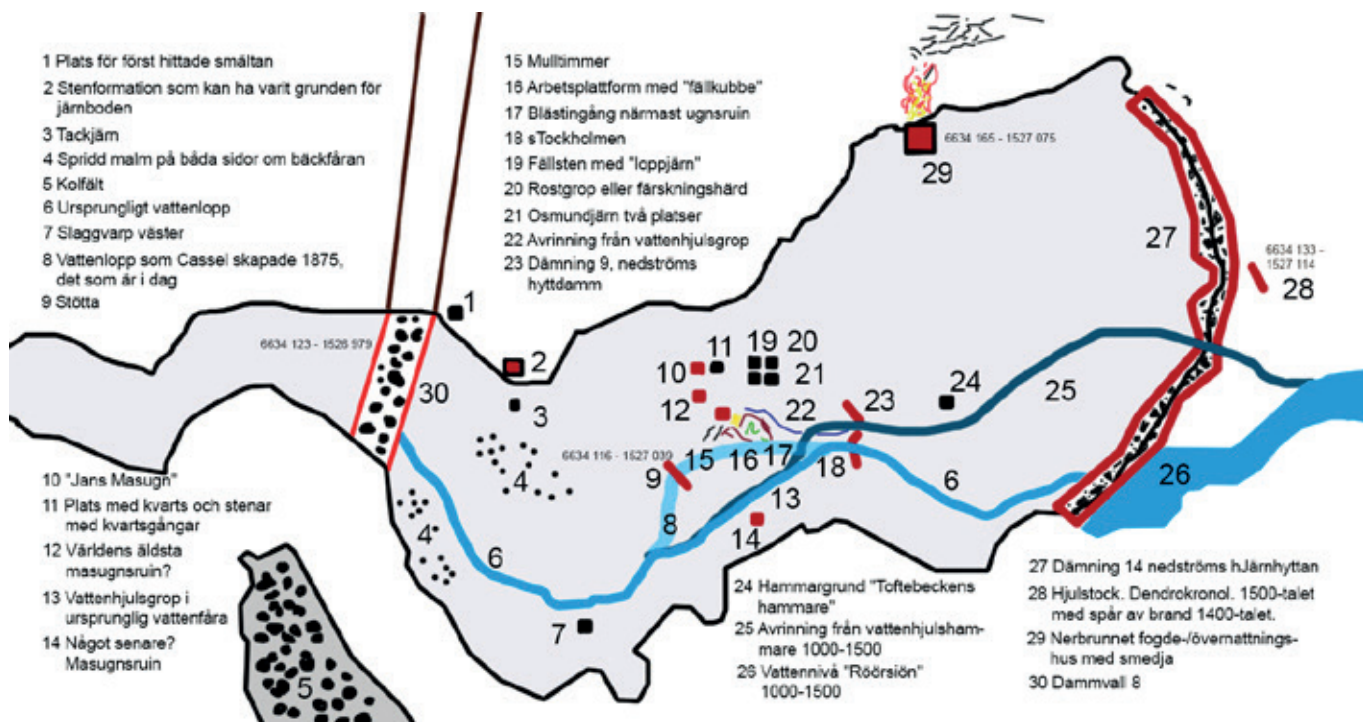 1 Plats för först hittade smältan
2 Stenformation som kan ha varit grunden för
järnboden
3 Tackjärn
4 Spridd malm på båda sidor om bäckfåran
5 Kolfält
6 Ursprungligt vattenlopp
7 Slaggvarp väster
8 Vattenlopp som Cassel skapade 1875,
det som är i dag
9 Stötta
15 Mulltimmer
16 Arbetsplattform med "fällkubbe"
17 Blästingång närmast ugnsruin
18 sTockholmen
19 Fällsten med "loppjärn"
20 Rostgrop eller färskningshärd
21 Osmundjärn två platser
22 Avrinning från vattenhjulsgrop
23 Dämning 9, nedströms
hyttdamm
6634 165 - 1527 075
29
27
6634 133 -
1527 114
28
1
6634 123 - 1526 979
2
30
3
10
11
19
20
21
12
22
23
24
25
4
6634 116 - 1527 039
9
15
16
17
18
13
6
26
4
6
8
14
7
5
10 "Jans Masugn"
11 Plats med kvarts och stenar
med kvartsgångar
12 Världens äldsta
masugnsruin?
13 Vattenhjulsgrop i
ursprunglig vattenfåra
14 Något senare?
Masugnsruin
24 Hammargrund "Toftebeckens
hammare"
25 Avrinning från vattenhjulsham-
mare 1000-1500
26 Vattennivå "Röörsiön"
1000-1500
27 Dämning 14 nedströms hJärnhyttan
28 Hjulstock. Dendrokronol. 1500-talet
med spår av brand 1400-talet.
29 Nerbrunnet fogde-/övernattnings-
hus med smedja
30 Dammvall 8